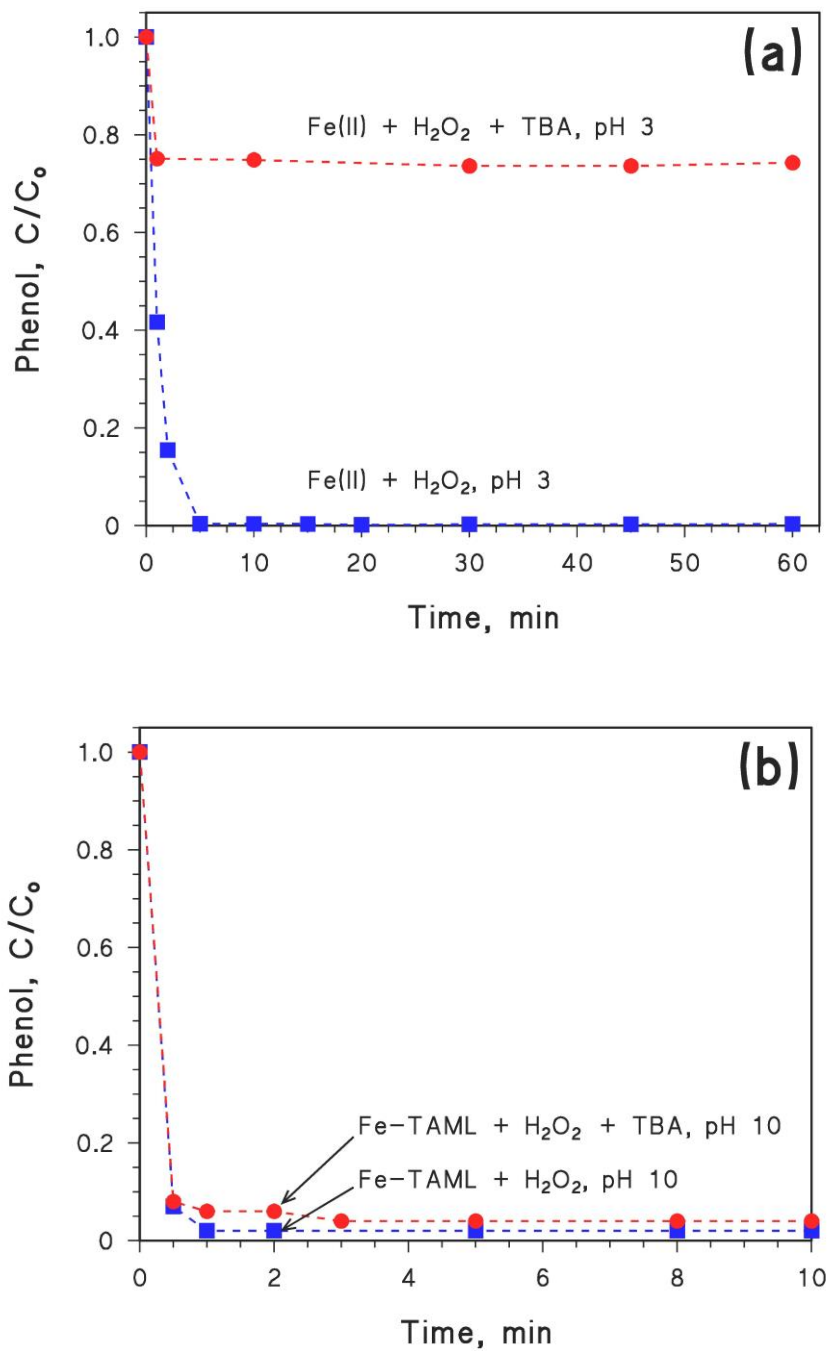 (a)
1.0
Fe(II) + H₂O₂ + TBA, pH 3
0.8
0.6
Phenol, C/C₀
0.4
0.2
Fe(II) + H₂O₂, pH 3
0
0 10 20 30 40 50 60
Time, min
(b)
1.0
0.8
0.6
Phenol, C/C₀
0.4
0.2
Fe-TAML + H₂O₂ + TBA, pH 10
Fe-TAML + H₂O₂, pH 10
0
0 2 4 6 8 10
Time, min